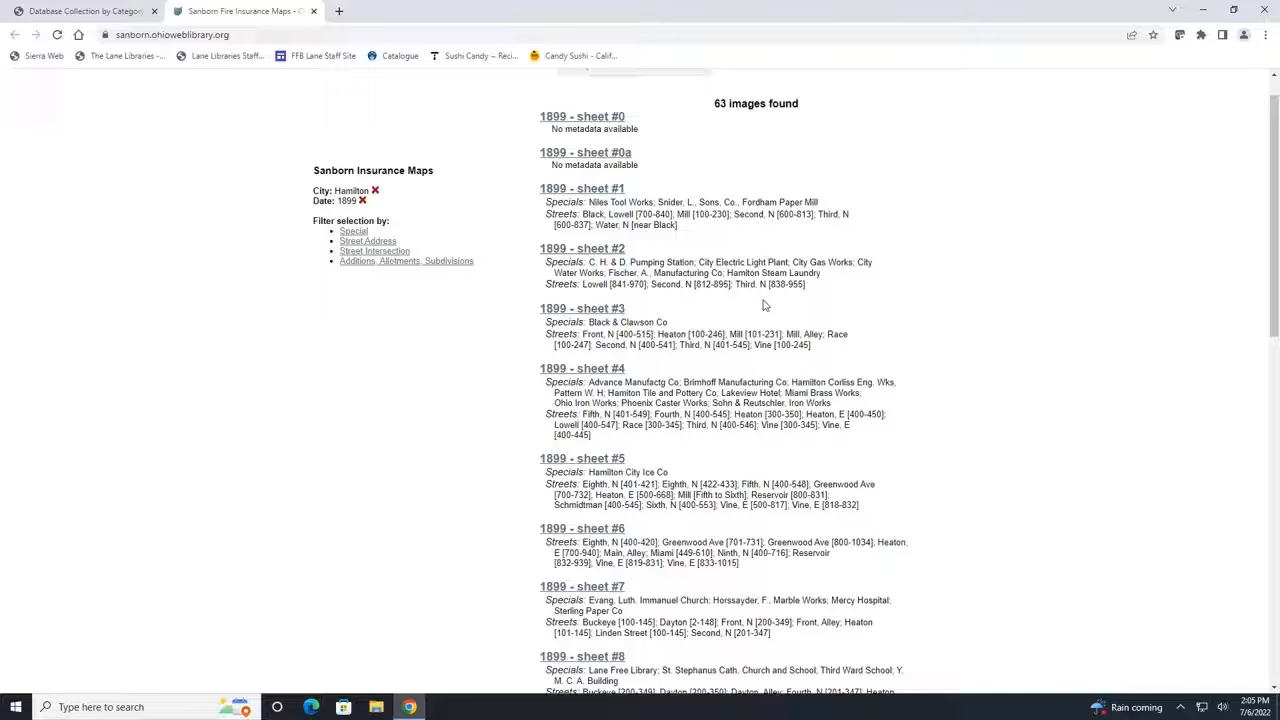 Database Collection by Category
Sanborn Fire Insurance Maps - C
sanborn.ohioweblibrary.org
Sierra Web
The Lane Libraries -...
Lane Libraries Staf...
FFB Lane Staff Site
Catalogue
Sushi Candy ~ Reci...
Candy Sushi - Calif...
63 images found
1899 - sheet #0
No metadata available
1899 - sheet #0a
No metadata available
Sanborn Insurance Maps
City: Hamilton
Date: 1899
Filter selection by:
Special
Street Address
Street Intersection
Additions, Allotments, Subdivisions
1899 - sheet #1
Specials: Niles Tool Works; Snider, L., Sons, Co., Fordham Paper Mill
Streets: Black, Lowell [700-840]; Mill [100-230]; Second, N [600-813]; Third, N
[600-837]; Water, N [near Black]
1899 - sheet #2
Specials: C. H. & D. Pumping Station; City Electric Light Plant; City Gas Works; City
Water Works; Fischer, A., Manufacturing Co; Hamilton Steam Laundry
Streets: Lowell [841-970]; Second, N [812-895]; Third, N [838-955]
1899 - sheet #3
Specials: Black & Clawson Co
Streets: Front, N [400-515]; Heaton [100-246]; Mill [101-231]; Mill, Alley; Race
[100-247]; Second, N [400-541]; Third, N [401-545]; Vine [100-245]
1899 - sheet #4
Specials: Advance Manufactg Co; Brimhoff Manufacturing Co; Hamilton Corliss Eng. Wks,
Pattern W. H; Hamiton Tile and Pottery Co; Lakeview Hotel; Miami Brass Works;
Ohio Iron Works; Phoenix Caster Works; Sohn & Reutschler, Iron Works
Streets: Fifth, N [401-549]; Fourth, N [400-545]; Heaton [300-350]; Heaton, E [400-450];
Lowell [400-547]; Race [300-345]; Third, N [400-546]; Vine [300-345]; Vine, E
[400-445]
1899 - sheet #5
Specials: Hamilton City Ice Co
Streets: Eighth, N [401-421]; Eighth, N [422-433]; Fifth, N [400-548]; Greenwood Ave
[700-732]; Heaton, E [500-668]; Mill [Fifth to Sixth]; Reservoir [800-831];
Schmidtman [400-545]; Sixth, N [400-553]; Vine, E [500-817]; Vine, E [818-832]
1899 - sheet #6
Streets: Eighth, N [400-420]; Greenwood Ave [701-731]; Greenwood Ave [800-1034]; Heaton,
E [700-940]; Main, Alley; Miami [449-610]; Ninth, N [400-716]; Reservoir
[832-939]; Vine, E [819-831]; Vine, E [833-1015]
1899 - sheet #7
Specials: Evang. Luth. Immanuel Church; Horssayder, F., Marble Works; Mercy Hospital;
Sterling Paper Co
Streets: Buckeye [100-145]; Dayton [2-148]; Front, N [200-349]; Front, Alley; Heaton
[101-145]; Linden Street [100-145]; Second, N [201-347]
1899 - sheet #8
Specials: Lane Free Library; St. Stephanus Cath. Church and School; Third Ward School; Y.
M. C. A. Building
Streets: Buckeye [200-349]; Dayton [200-350]; Dayton, Alley; Fourth, N [201-347]; Heaton
Type here to search
Rain coming
2:05 PM
7/6/2022